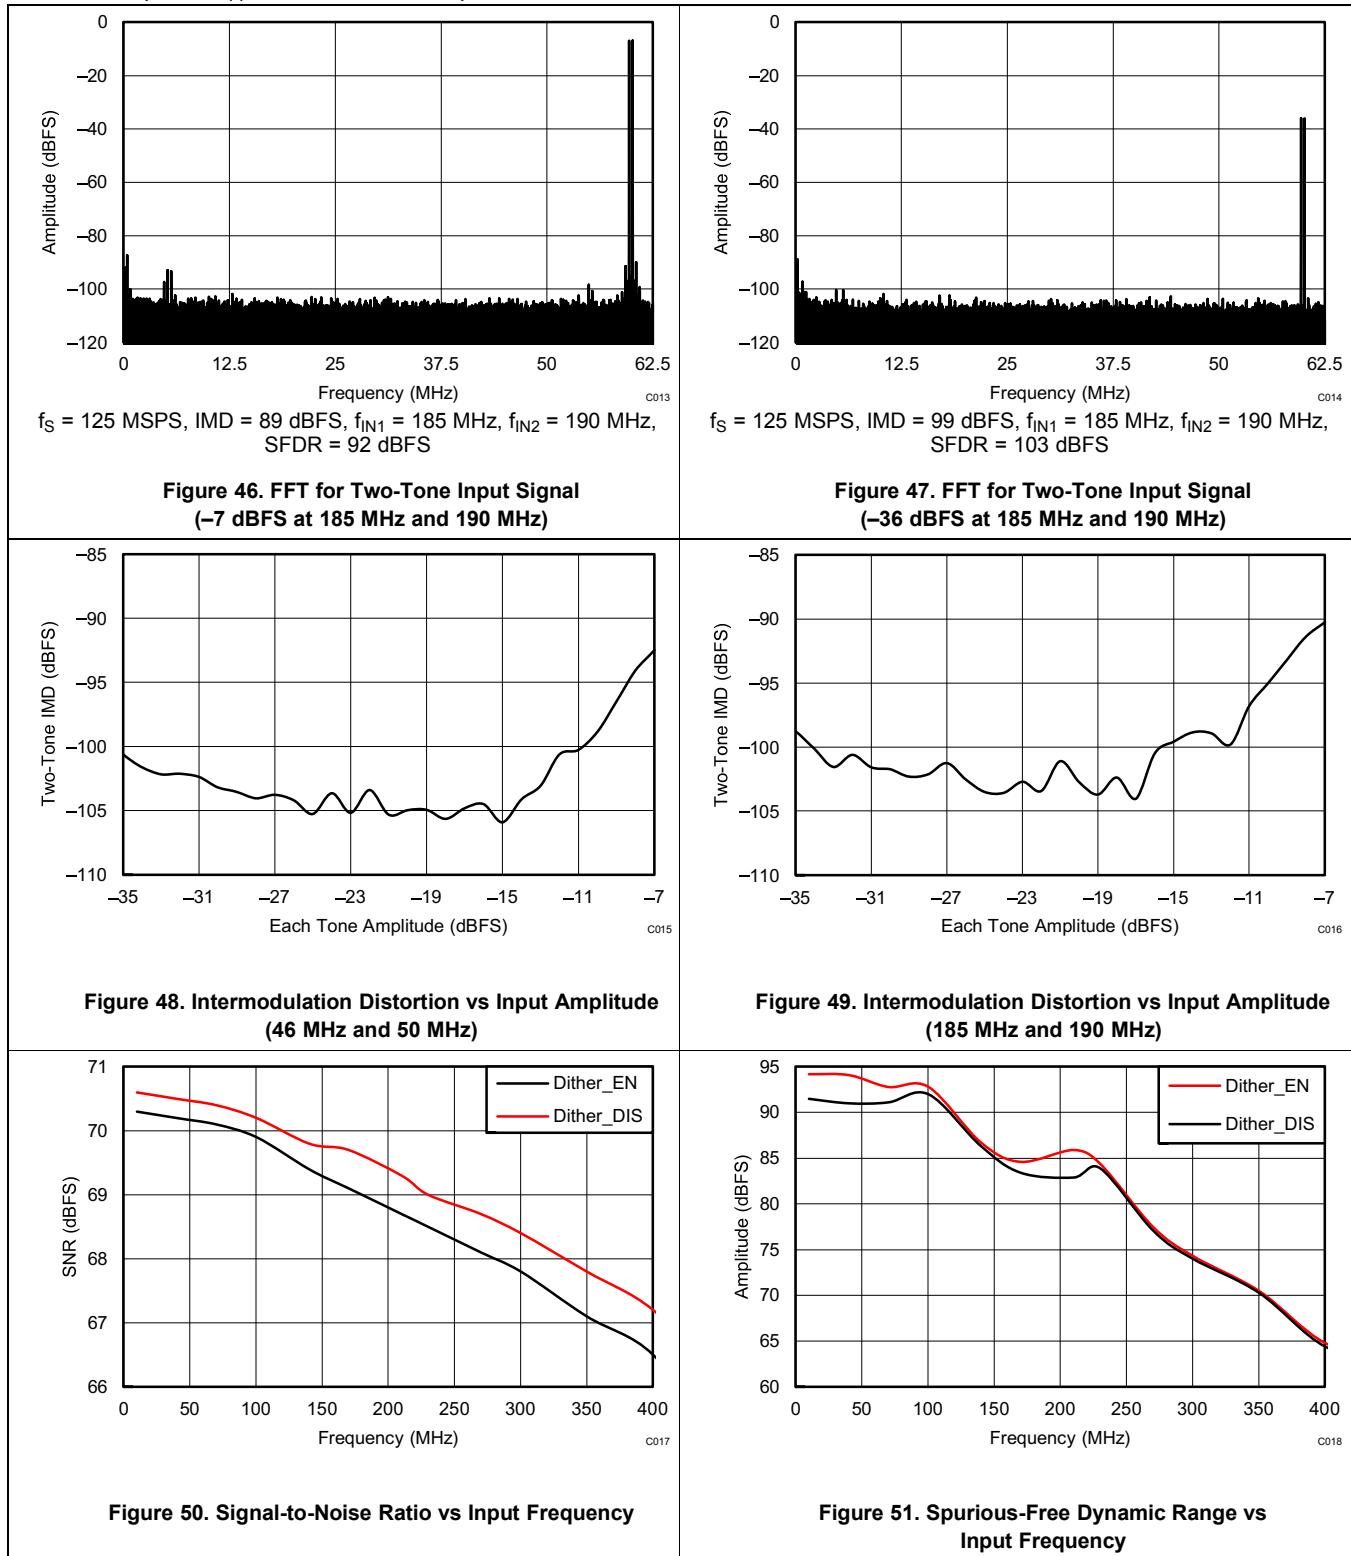 0
–20
–40
–60
–80
–100
–120
Amplitude (dBFS)
0 12.5 25 37.5 50 62.5
Frequency (MHz)
C013
fS = 125 MSPS, IMD = 89 dBFS, fIN1 = 185 MHz, fIN2 = 190 MHz,
SFDR = 92 dBFS
Figure 46. FFT for Two-Tone Input Signal
(–7 dBFS at 185 MHz and 190 MHz)
0
–20
–40
–60
–80
–100
–120
Amplitude (dBFS)
0 12.5 25 37.5 50 62.5
Frequency (MHz)
C014
fS = 125 MSPS, IMD = 99 dBFS, fIN1 = 185 MHz, fIN2 = 190 MHz,
SFDR = 103 dBFS
Figure 47. FFT for Two-Tone Input Signal
(–36 dBFS at 185 MHz and 190 MHz)
–85
–90
–95
–100
–105
–110
Two-Tone IMD (dBFS)
–35 –31 –27 –23 –19 –15 –11 –7
Each Tone Amplitude (dBFS)
C015
Figure 48. Intermodulation Distortion vs Input Amplitude
(46 MHz and 50 MHz)
–85
–90
–95
–100
–105
–110
Two-Tone IMD (dBFS)
–35 –31 –27 –23 –19 –15 –11 –7
Each Tone Amplitude (dBFS)
C016
Figure 49. Intermodulation Distortion vs Input Amplitude
(185 MHz and 190 MHz)
71
70
69
68
67
66
SNR (dBFS)
Dither_EN
Dither_DIS
0 50 100 150 200 250 300 350 400
Frequency (MHz)
C017
Figure 50. Signal-to-Noise Ratio vs Input Frequency
95
90
85
80
75
70
65
60
Amplitude (dBFS)
Dither_EN
Dither_DIS
0 50 100 150 200 250 300 350 400
Frequency (MHz)
C018
Figure 51. Spurious-Free Dynamic Range vs
Input Frequency